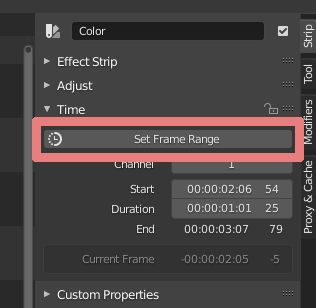 Color
Effect Strip
Adjust
Time
Set Frame Range
Channel 1
Start 00:00:02:06 54
Duration 00:00:01:01 25
End 00:00:03:07 79
Current Frame -00:00:02:05 -5
Custom Properties
Strip
Tool
Modifiers
Proxy & Cache